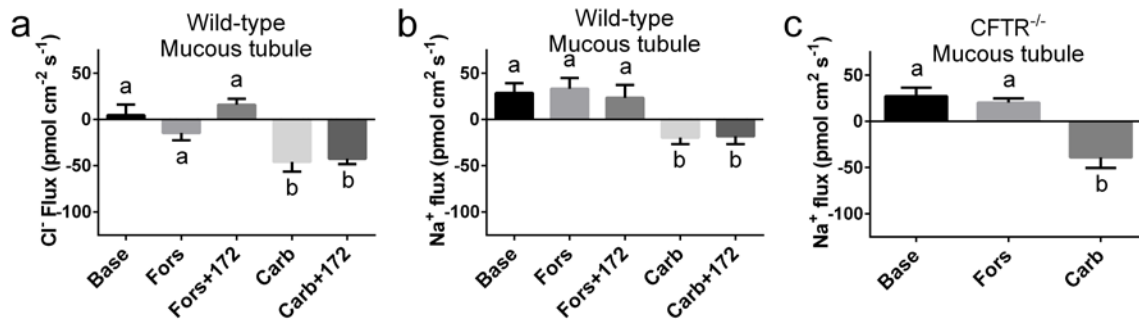 a
Wild-type
Mucous tubule
Cl⁻ Flux (pmol cm⁻² s⁻¹)
50
0
-50
-100
a
a
a
b
b
Base
Fors
Fors+172
Carb
Carb+172
b
Wild-type
Mucous tubule
Na⁺ flux (pmol cm⁻² s⁻¹)
50
0
-50
-100
a
a
a
b
b
Base
Fors
Fors+172
Carb
Carb+172
c
CFTR⁻/⁻
Mucous tubule
Na⁺ flux (pmol cm⁻² s⁻¹)
50
0
-50
-100
a
a
b
Base
Fors
Carb